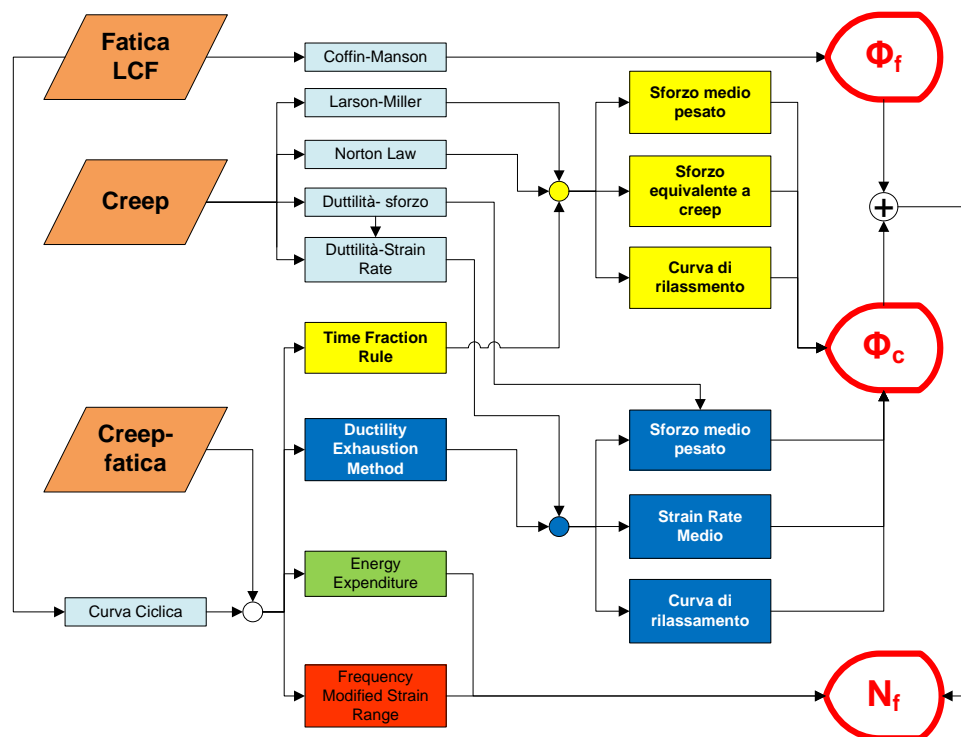 Fatica
LCF
Coffin-Manson
Φf
Larson-Miller
Sforzo medio
pesato
Norton Law
Creep
Sforzo
equivalente a
creep
Duttilità- sforzo
+
Duttilità-Strain
Rate
Curva di
rilassmento
Time Fraction
Rule
Φc
Creep-
fatica
Ductility
Exhaustion
Method
Sforzo medio
pesato
Strain Rate
Medio
Energy
Expenditure
Curva Ciclica
Curva di
rilassamento
Frequency
Modified Strain
Range
Nf